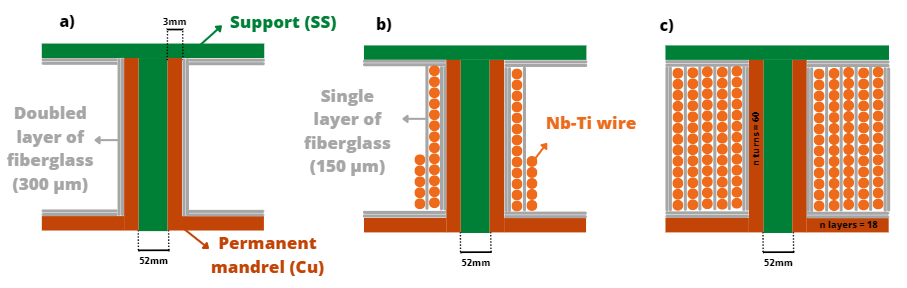 a)
3mm
Support (SS)
Doubled
layer of
fiberglass
(300 µm)
52mm
Permanent
mandrel (Cu)
b)
Single
layer of
fiberglass
(150 µm)
Nb-Ti wire
52mm
c)
n turns = 60
n layers = 18
52mm